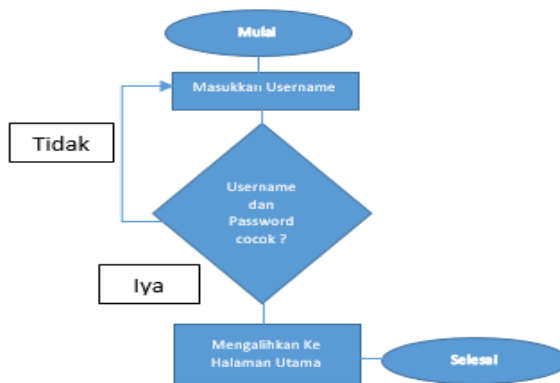 Mulai
Masukkan Username
Tidak
Username
dan
Password
cocok ?
Iya
Mengalihkan Ke
Halaman Utama
Selesai